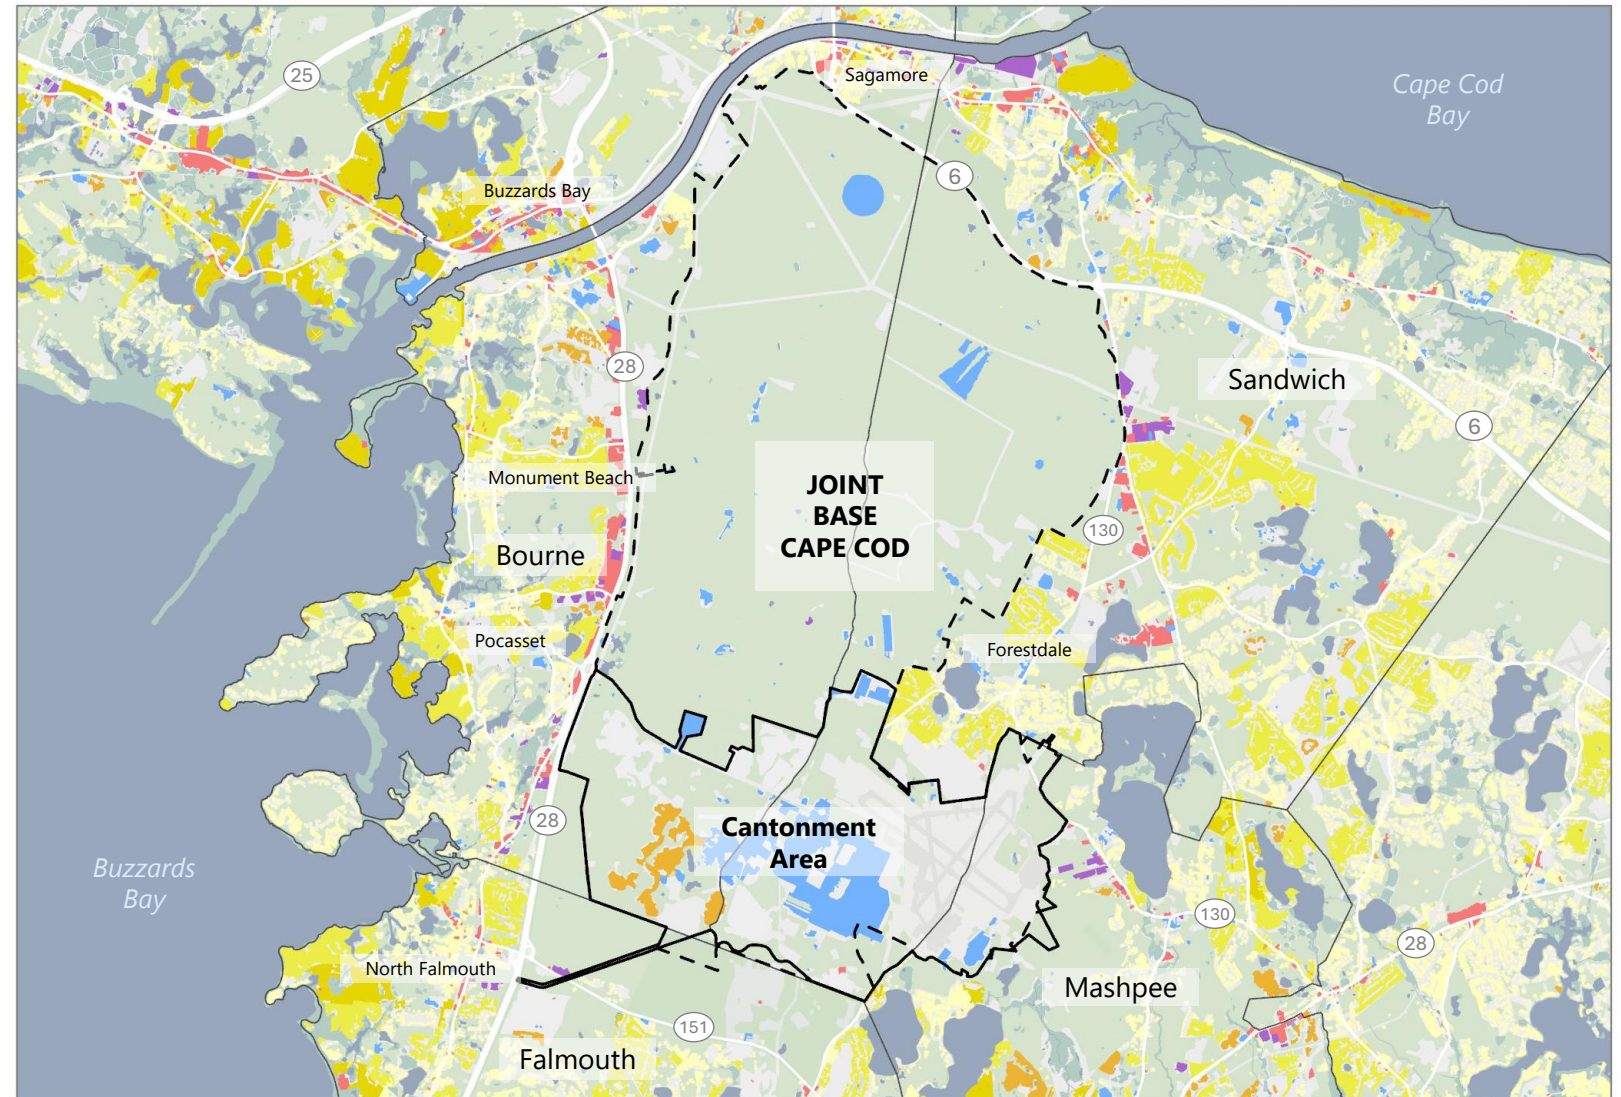 25
Sagamore
Cape Cod
Bay
Buzzards Bay
6
28
Sandwich
6
Monument Beach
JOINT
BASE
CAPE COD
130
Bourne
Pocasset
Forestdale
28
Cantonment
Area
Buzzards
Bay
130
28
North Falmouth
Mashpee
151
Falmouth